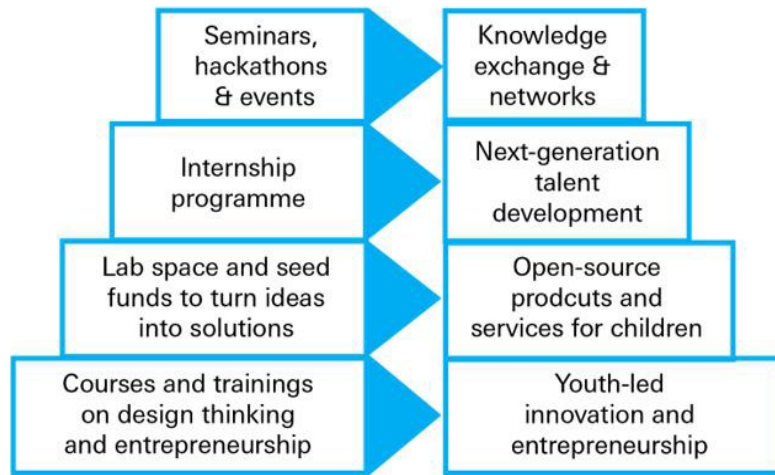 Seminars,
hackathons
& events
Knowledge
exchange &
networks
Internship
programme
Next-generation
talent
development
Lab space and seed
funds to turn ideas
into solutions
Open-source
prodcuts and
services for children
Courses and trainings
on design thinking
and entrepreneurship
Youth-led
innovation and
entrepreneurship